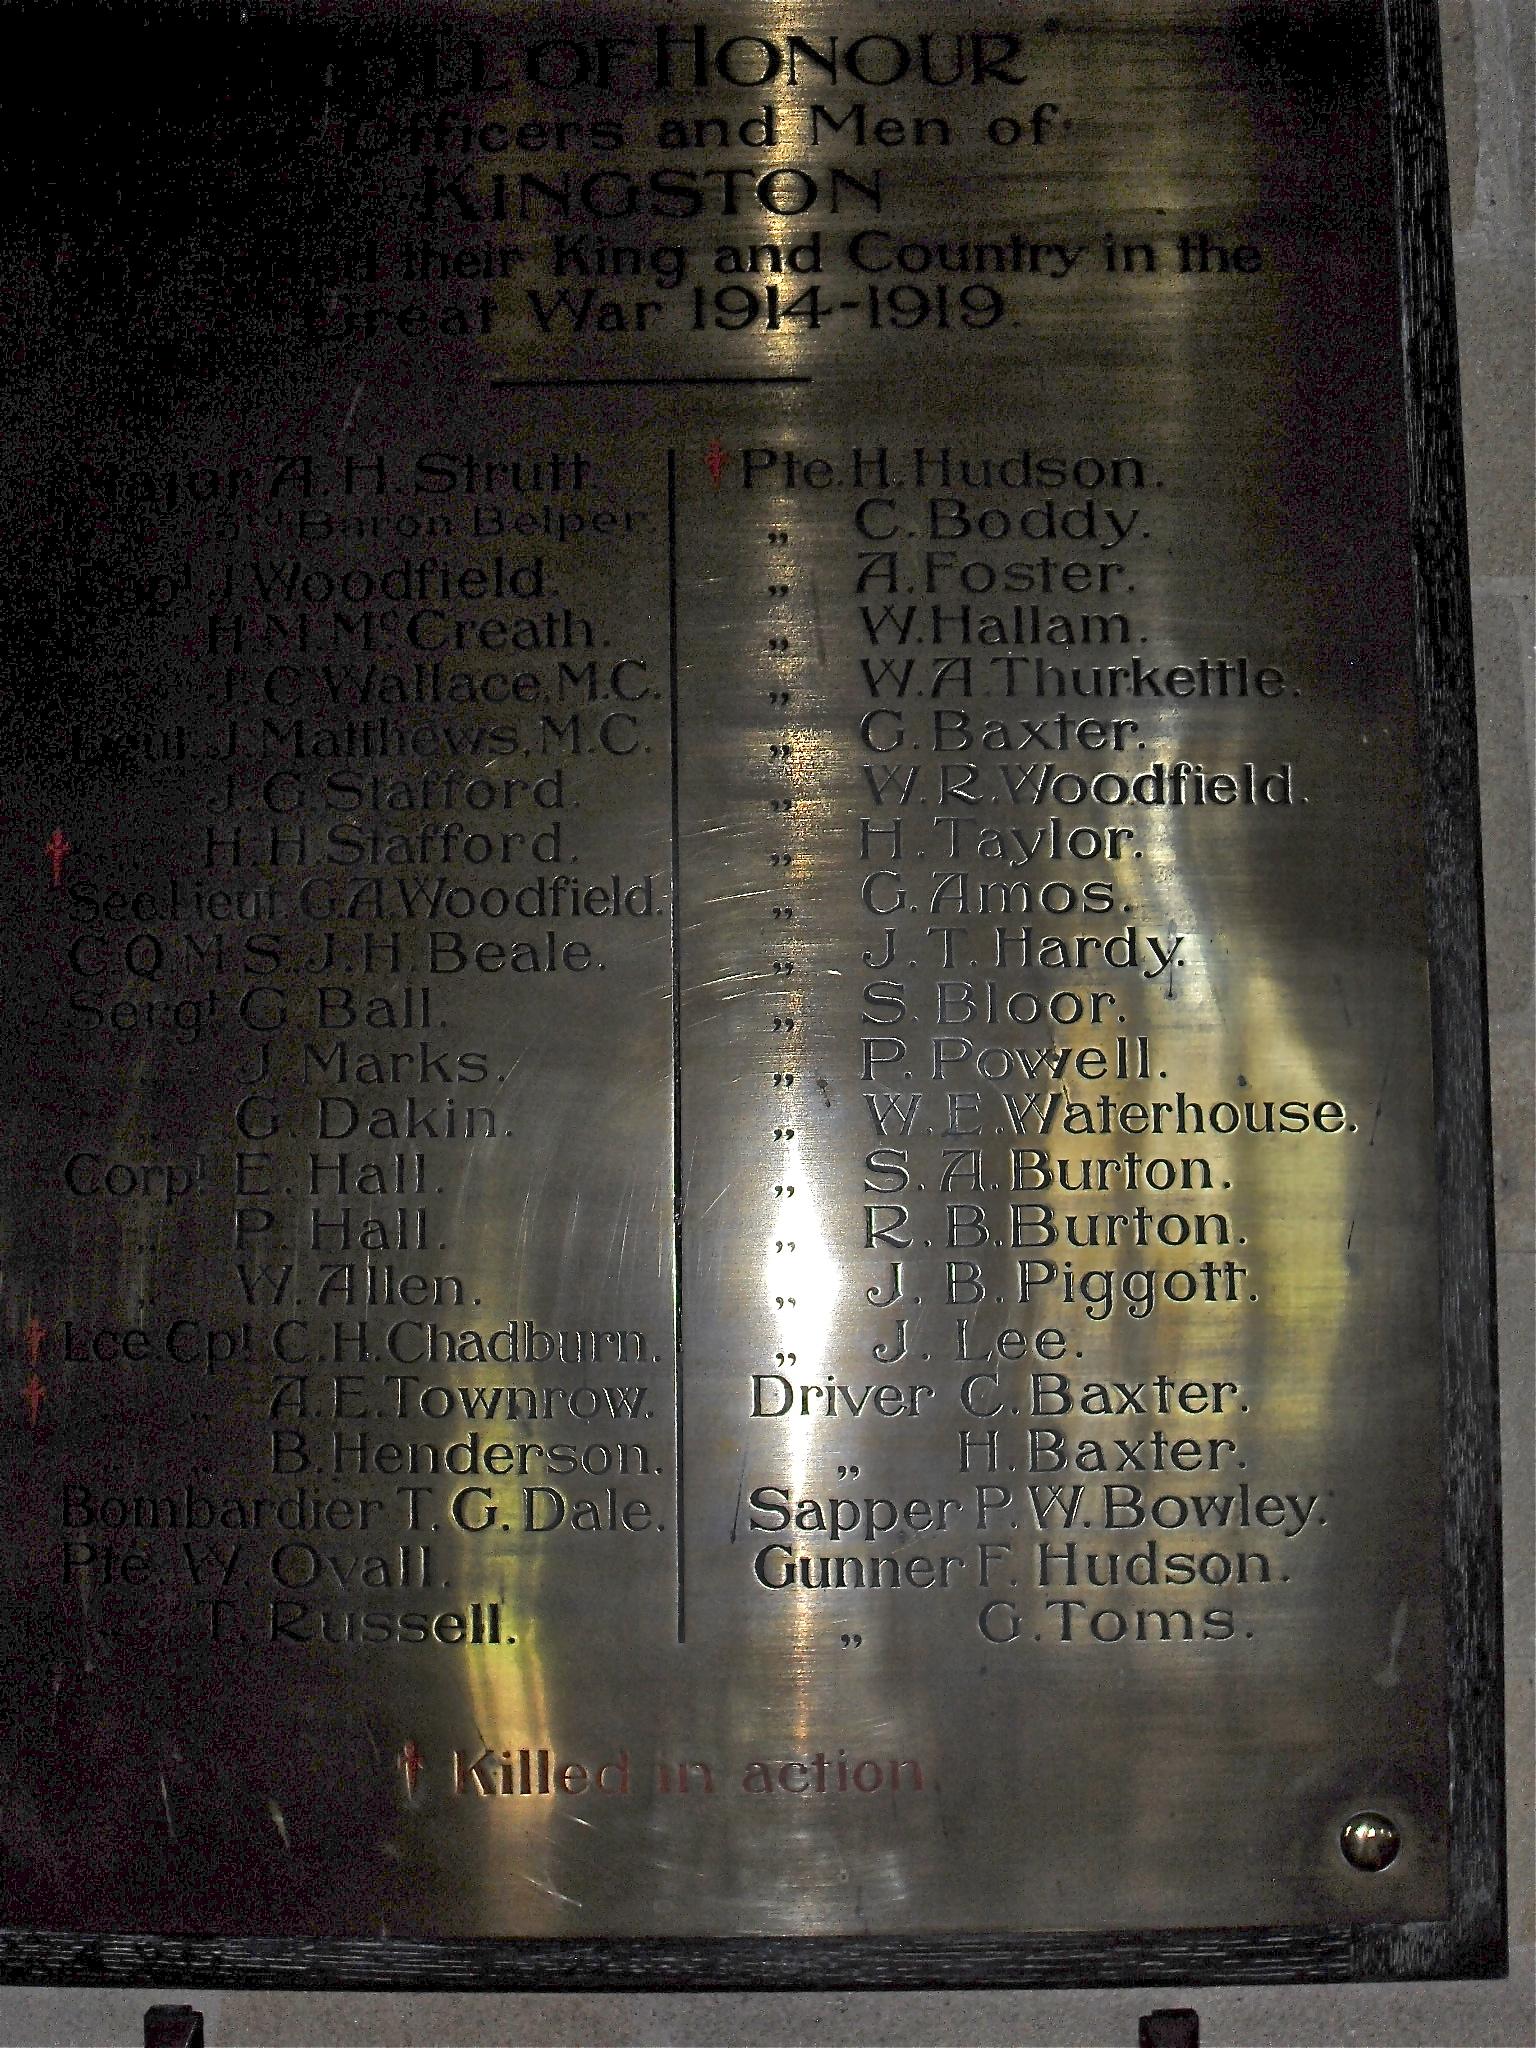 OF HONOUR
Officers and Men of
KINGSTON
their King and Country in the
Great War 1914-1919.
Major A.H. Strutt.
3rd Baron Belper.
Capt J. Woodfield.
H.M. McCreath.
J.C. Wallace, M.C.
Lieut. J. Matthews, M.C.
J.G. Stafford.
† H.H. Stafford.
Sec. Lieut. G.A. Woodfield.
C.Q.M.S. J.H. Beale.
Sergt G. Ball.
J. Marks.
„ G. Dakin.
Corpl E. Hall.
„ P. Hall.
„ W. Allen.
† Lce. Cpl C.H. Chadburn.
† „ A.E. Townrow.
„ B. Henderson.
Bombardier T.G. Dale.
Pte. W. Ovall.
T. Russell.
† Pte. H. Hudson.
„ C. Boddy.
„ A. Foster.
„ W. Hallam.
„ W.A. Thurkettle.
„ G. Baxter.
„ W.R. Woodfield.
„ H. Taylor.
„ G. Amos.
„ J.T. Hardy.
„ S. Bloor.
„ P. Powell.
„ W.E. Waterhouse.
„ S.A. Burton.
„ R.B. Burton.
„ J.B. Piggott.
„ J. Lee.
Driver C. Baxter.
„ H. Baxter.
Sapper P.W. Bowley.
Gunner F. Hudson.
„ G. Toms.
† Killed in action.